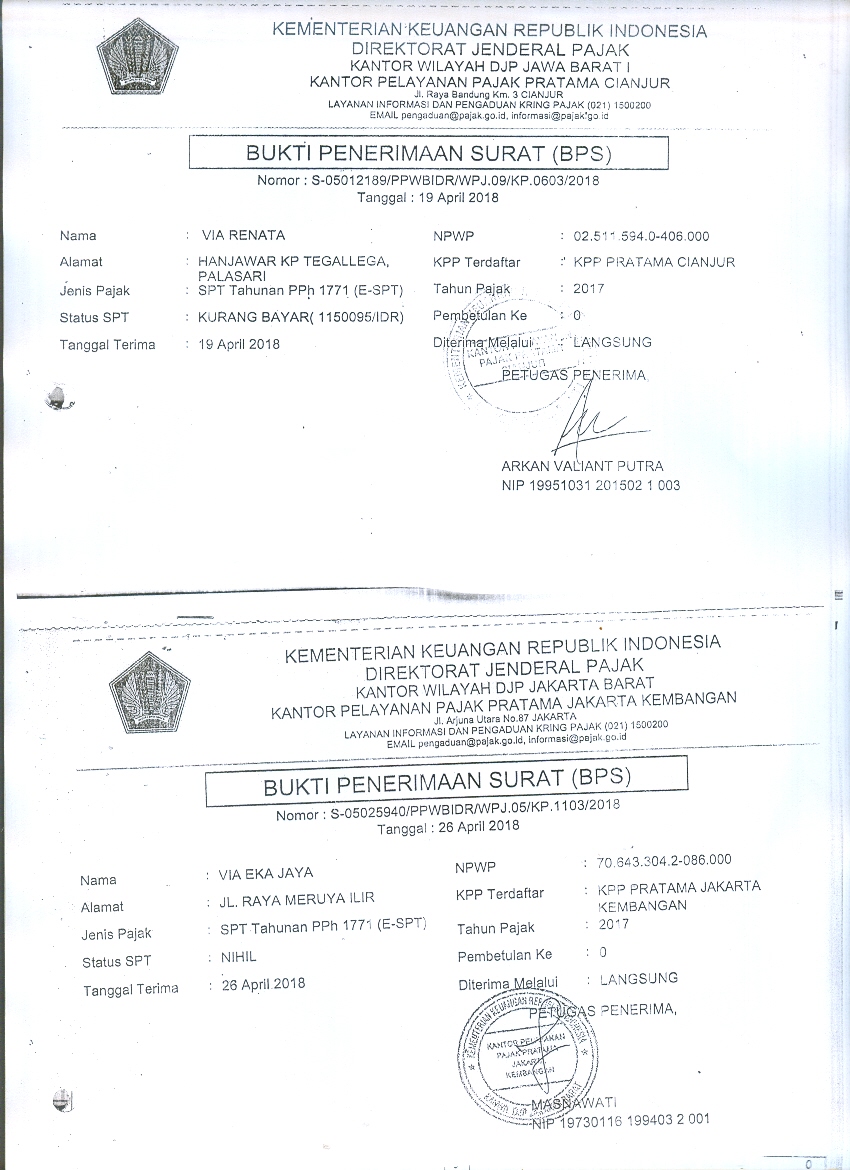 KEMENTERIAN KEUANGAN REPUBLIK INDONESIA
DIREKTORAT JENDERAL PAJAK
KANTOR WILAYAH DJP JAWA BARAT I
KANTOR PELAYANAN PAJAK PRATAMA CIANJUR
Jl. Raya Bandung Km. 3 CIANJUR
LAYANAN INFORMASI DAN PENGADUAN KRING PAJAK (021) 1500200
EMAIL pengaduan@pajak.go.id, informasi@pajak.go.id
BUKTI PENERIMAAN SURAT (BPS)
Nomor : S-05012189/PPWBIDR/WPJ.09/KP.0603/2018
Tanggal : 19 April 2018
Nama : VIA RENATA NPWP : 02.511.594.0-406.000
Alamat : HANJAWAR KP TEGALLEGA, KPP Terdaftar : KPP PRATAMA CIANJUR
PALASARI
Jenis Pajak : SPT Tahunan PPh 1771 (E-SPT) Tahun Pajak : 2017
Status SPT : KURANG BAYAR( 1150095/IDR) Pembetulan Ke : 0
Tanggal Terima : 19 April 2018 Diterima Melalui : LANGSUNG
PETUGAS PENERIMA,
ARKAN VALIANT PUTRA
NIP 19951031 201502 1 003
KEMENTERIAN KEUANGAN REPUBLIK INDONESIA
DIREKTORAT JENDERAL PAJAK
KANTOR WILAYAH DJP JAKARTA BARAT
KANTOR PELAYANAN PAJAK PRATAMA JAKARTA KEMBANGAN
Jl. Arjuna Utara No.87 JAKARTA
LAYANAN INFORMASI DAN PENGADUAN KRING PAJAK (021) 1500200
EMAIL pengaduan@pajak.go.id, informasi@pajak.go.id
BUKTI PENERIMAAN SURAT (BPS)
Nomor : S-05025940/PPWBIDR/WPJ.05/KP.1103/2018
Tanggal : 26 April 2018
Nama : VIA EKA JAYA NPWP : 70.643.304.2-086.000
Alamat : JL. RAYA MERUYA ILIR KPP Terdaftar : KPP PRATAMA JAKARTA
KEMBANGAN
Jenis Pajak : SPT Tahunan PPh 1771 (E-SPT) Tahun Pajak : 2017
Status SPT : NIHIL Pembetulan Ke : 0
Tanggal Terima : 26 April 2018 Diterima Melalui : LANGSUNG
PETUGAS PENERIMA,
KEMENTERIAN KEUANGAN REPUBLIK INDONESIA
KANTOR PELAYANAN
PAJAK PRATAMA
JAKARTA
KEMBANGAN
MASNAWATI
NIP 19730116 199403 2 001